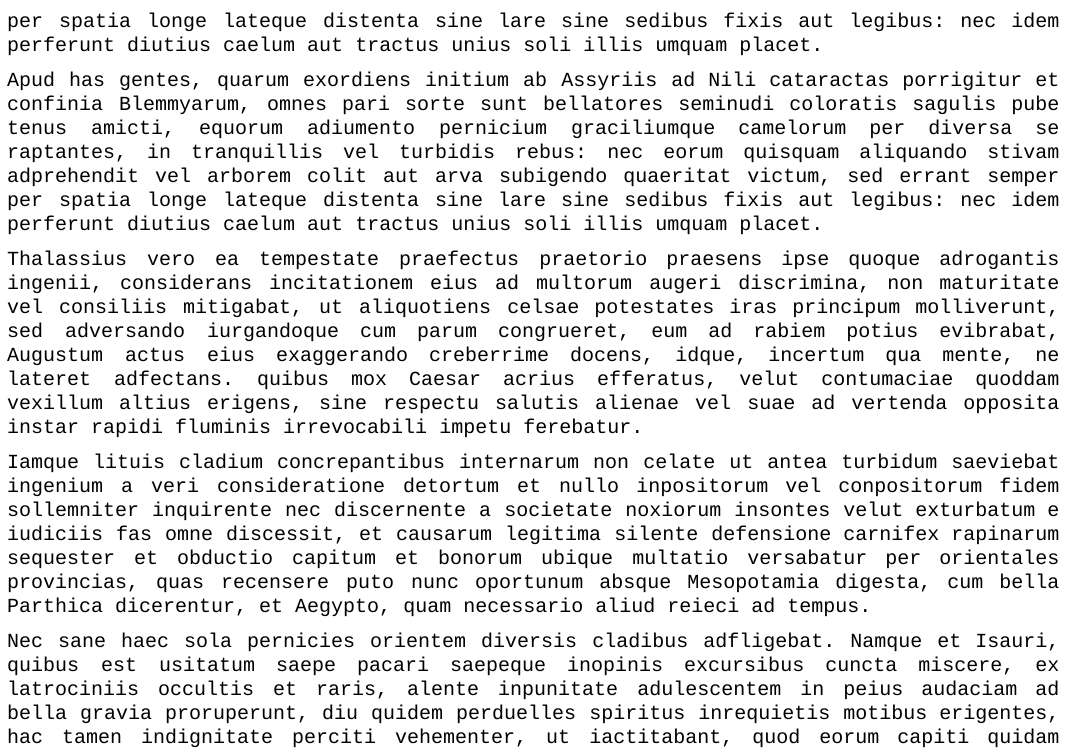 per spatia longe lateque distenta sine lare sine sedibus fixis aut legibus: nec idem
perferunt diutius caelum aut tractus unius soli illis umquam placet.
Apud has gentes, quarum exordiens initium ab Assyriis ad Nili cataractas porrigitur et
confinia Blemmyarum, omnes pari sorte sunt bellatores seminudi coloratis sagulis pube
tenus amicti, equorum adiumento pernicium graciliumque camelorum per diversa se
raptantes, in tranquillis vel turbidis rebus: nec eorum quisquam aliquando stivam
adprehendit vel arborem colit aut arva subigendo quaeritat victum, sed errant semper
per spatia longe lateque distenta sine lare sine sedibus fixis aut legibus: nec idem
perferunt diutius caelum aut tractus unius soli illis umquam placet.
Thalassius vero ea tempestate praefectus praetorio praesens ipse quoque adrogantis
ingenii, considerans incitationem eius ad multorum augeri discrimina, non maturitate
vel consiliis mitigabat, ut aliquotiens celsae potestates iras principum molliverunt,
sed adversando iurgandoque cum parum congrueret, eum ad rabiem potius evibrabat,
Augustum actus eius exaggerando creberrime docens, idque, incertum qua mente, ne
lateret adfectans. quibus mox Caesar acrius efferatus, velut contumaciae quoddam
vexillum altius erigens, sine respectu salutis alienae vel suae ad vertenda opposita
instar rapidi fluminis irrevocabili impetu ferebatur.
Iamque lituis cladium concrepantibus internarum non celate ut antea turbidum saeviebat
ingenium a veri consideratione detortum et nullo inpositorum vel conpositorum fidem
sollemniter inquirente nec discernente a societate noxiorum insontes velut exturbatum e
iudiciis fas omne discessit, et causarum legitima silente defensione carnifex rapinarum
sequester et obductio capitum et bonorum ubique multatio versabatur per orientales
provincias, quas recensere puto nunc oportunum absque Mesopotamia digesta, cum bella
Parthica dicerentur, et Aegypto, quam necessario aliud reieci ad tempus.
Nec sane haec sola pernicies orientem diversis cladibus adfligebat. Namque et Isauri,
quibus est usitatum saepe pacari saepeque inopinis excursibus cuncta miscere, ex
latrociniis occultis et raris, alente inpunitate adulescentem in peius audaciam ad
bella gravia proruperunt, diu quidem perduelles spiritus inrequietis motibus erigentes,
hac tamen indignitate perciti vehementer, ut iactitabant, quod eorum capiti quidam